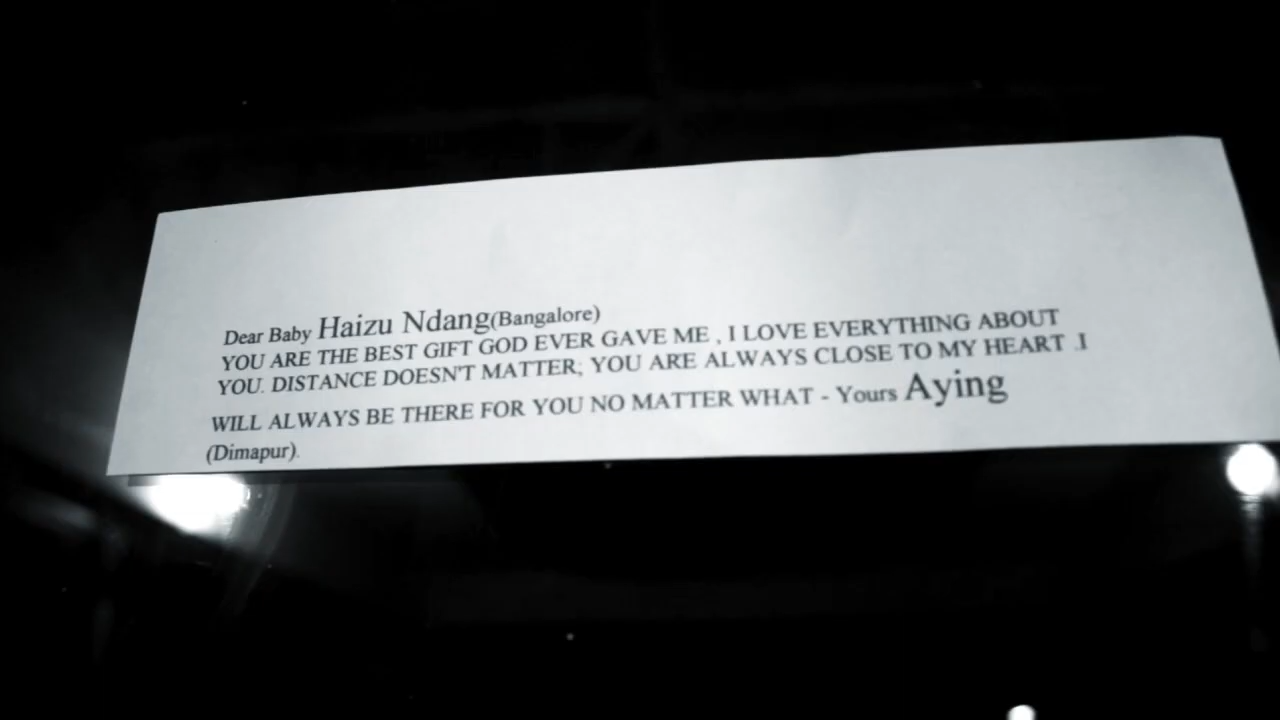 Dear Baby Haizu Ndang(Bangalore)
YOU ARE THE BEST GIFT GOD EVER GAVE ME , I LOVE EVERYTHING ABOUT
YOU. DISTANCE DOESN'T MATTER; YOU ARE ALWAYS CLOSE TO MY HEART .I
WILL ALWAYS BE THERE FOR YOU NO MATTER WHAT - Yours Aying
(Dimapur).